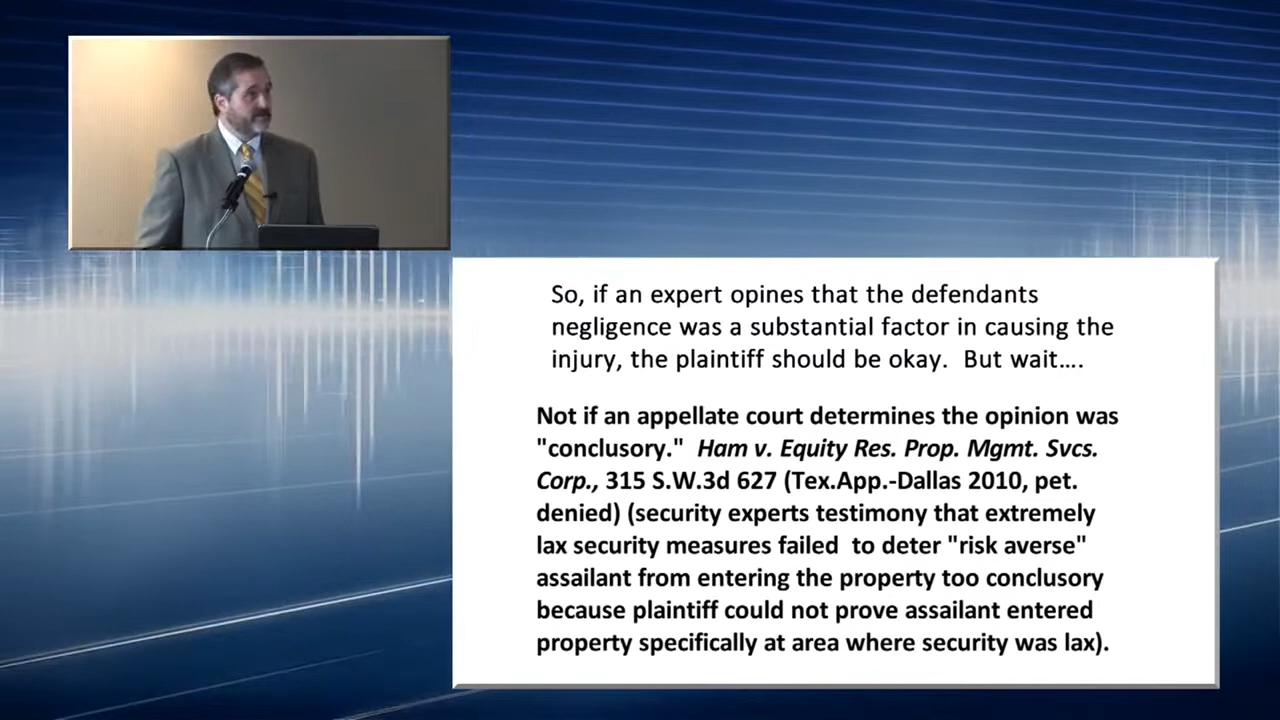 So, if an expert opines that the defendants
negligence was a substantial factor in causing the
injury, the plaintiff should be okay.  But wait….
Not if an appellate court determines the opinion was
"conclusory."  Ham v. Equity Res. Prop. Mgmt. Svcs.
Corp., 315 S.W.3d 627 (Tex.App.-Dallas 2010, pet.
denied) (security experts testimony that extremely
lax security measures failed  to deter "risk averse"
assailant from entering the property too conclusory
because plaintiff could not prove assailant entered
property specifically at area where security was lax).